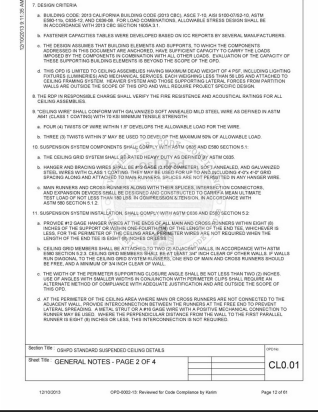 12/10/2013 9:11:35 AM
7. DESIGN CRITERIA
a. BUILDING CODE: 2013 CALIFORNIA BUILDING CODE (2013 CBC), ASCE 7-10, AISI S100-07/S2-10, ASTM
E580-11b, C635-12, AND C636-08. FOR LOAD COMBINATIONS, ALLOWABLE STRESS DESIGN SHALL BE
IN ACCORDANCE WITH CBC SECTION 1605A.3.1.
b. FASTENER CAPACITIES TABLES WERE DEVELOPED BASED ON ICC REPORTS BY SEVERAL MANUFACTURERS.
c. THE DESIGN ASSUMES THAT BUILDING ELEMENTS AND SUPPORTS, TO WHICH THE COMPONENTS
ADDRESSED IN THIS DOCUMENT ARE ANCHORED, HAVE SUFFICIENT CAPACITY TO CARRY THE LOADS
IMPOSED BY THE COMPONENTS IN COMBINATION WITH ALL OTHER LOADS. EVALUATION OF THE CAPACITY OF
THESE SUPPORTING BUILDING ELEMENTS IS BEYOND THE SCOPE OF THE OPD.
d. THIS OPD IS LIMITED TO CEILING ASSEMBLIES HAVING MAXIMUM DEAD WEIGHT OF 4 PSF, INCLUDING LIGHTING
FIXTURES (LUMINAIRES) AND MECHANICAL SERVICES, EACH WEIGHING LESS THAN 56 LBS AND ATTACHED TO
CEILING FRAMING SYSTEM. HEAVIER SYSTEM AND THOSE SUPPORTING LATERAL FORCES FROM PARTITION
WALLS ARE OUTSIDE THE SCOPE OF THIS OPD AND WILL REQUIRE PROJECT SPECIFIC DESIGN.
8. THE RDP IN RESPONSIBLE CHARGE SHALL VERIFY THE FIRE RESISTANCE AND ACOUSTICAL RATINGS FOR ALL
CEILING ASSEMBLIES.
9. "CEILING WIRE" SHALL CONFORM WITH GALVANIZED SOFT ANNEALED MILD STEEL WIRE AS DEFINED IN ASTM
A641 (CLASS 1 COATING) WITH 70 KSI MINIMUM TENSILE STRENGTH:
a. FOUR (4) TWISTS OF WIRE WITHIN 1.5" DEVELOPS THE ALLOWABLE LOAD FOR THE WIRE
b. THREE (3) TWISTS WITHIN 3" MAY BE USED TO DEVELOP 50% OF ALLOWABLE LOAD.
10. SUSPENSION SYSTEM COMPONENTS SHALL COMPLY WITH ASTM C635 AND E580 SECTION 5.1.
a. THE CEILING GRID SYSTEM SHALL BE RATED HEAVY DUTY AS DEFINED BY ASTM C635.
b. HANGER AND BRACING WIRES SHALL BE GALVANIZED
STEEL WIRES WITH CLASS 1 COATING. THEY MAY BE USED FOR UP TO AND INCLUDING 4'-0"x 4'-0" GRID
SPACING ALONG AND ATTACHED TO MAIN RUNNERS. SPLICES ARE NOT PERMITTED IN ANY HANGER WIRE.
c. MAIN RUNNERS AND CROSS RUNNERS ALONG WITH THEIR SPLICES, INTERSECTION CONNECTORS,
AND EXPANSION DEVICES SHALL BE DESIGNED AND CONSTRUCTED TO CARRY A MEAN ULTIMATE
TEST LOAD OF NOT LESS THAN 180 LBS. IN COMPRESSION & IN TENSION, IN ACCORDANCE WITH
ASTM E580 SECTION 5.1.2.
11. SUSPENSION SYSTEM INSTALLATION, SHALL COMPLY WITH ASTM C636 AND E580 SECTION 5.2
a. PROVIDE #12 GAGE HANGER WIRES AT THE ENDS OF ALL MAIN AND CROSS RUNNERS WITHIN EIGHT (8)
INCHES OF THE SUPPORT OR WITHIN ONE-FOURTH OF THE LENGTH OF THE END TEE, WHICHEVER IS
LESS, FOR THE PERIMETER OF THE CEILING AREA. PERIMETER WIRES ARE NOT REQUIRED WHEN THE
LENGTH OF THE END TEE IS EIGHT (8) INCHES OR LESS.
b. CEILING GRID MEMBERS SHALL BE ATTACHED TO TWO (2) ADJACENT WALLS, IN ACCORDANCE WITH ASTM
E580 SECTION 5.2.3. CEILING GRID MEMBERS SHALL BE AT LEAST 3/4" CLEAR OF OTHER WALLS. IF WALLS
RUN DIAGONAL TO THE CEILING GRID SYSTEM RUNNERS, ONE END OF MAIN AND CROSS RUNNERS SHOULD
BE FREE, AND A MINIMUM OF 3/4 INCH CLEAR OF WALL.
c. THE WIDTH OF THE PERIMETER SUPPORTING CLOSURE ANGLE SHALL BE NOT LESS THAN TWO (2) INCHES.
USE OF ANGLES WITH SMALLER WIDTHS IN CONJUNCTION WITH PERIMETER CLIPS SHALL REQUIRE AN
ALTERNATE METHOD OF COMPLIANCE WITH ADEQUATE JUSTIFICATION AND ARE OUTSIDE THE SCOPE OF
THIS OPD.
d. AT THE PERIMETER OF THE CEILING AREA WHERE MAIN OR CROSS RUNNERS ARE NOT CONNECTED TO THE
ADJACENT WALL, PROVIDE INTERCONNECTION BETWEEN THE RUNNERS AT THE FREE END TO PREVENT
LATERAL SPREADING. A METAL STRUT OR A #16 GAGE WIRE WITH A POSITIVE MECHANICAL CONNECTION TO
RUNNER MAY BE USED. WHERE THE PERPENDICULAR DISTANCE FROM THE WALL TO THE FIRST PARALLEL
RUNNER IS EIGHT (8) INCHES OR LESS, THIS INTERCONNECTION IS NOT REQUIRED.
Section Title: OSHPD STANDARD SUSPENDED CEILING DETAILS
Sheet Title: GENERAL NOTES - PAGE 2 OF 4
CL0.01
12/10/2013 OPD-0002-13: Reviewed for Code Compliance by Karim Page 12 of 61